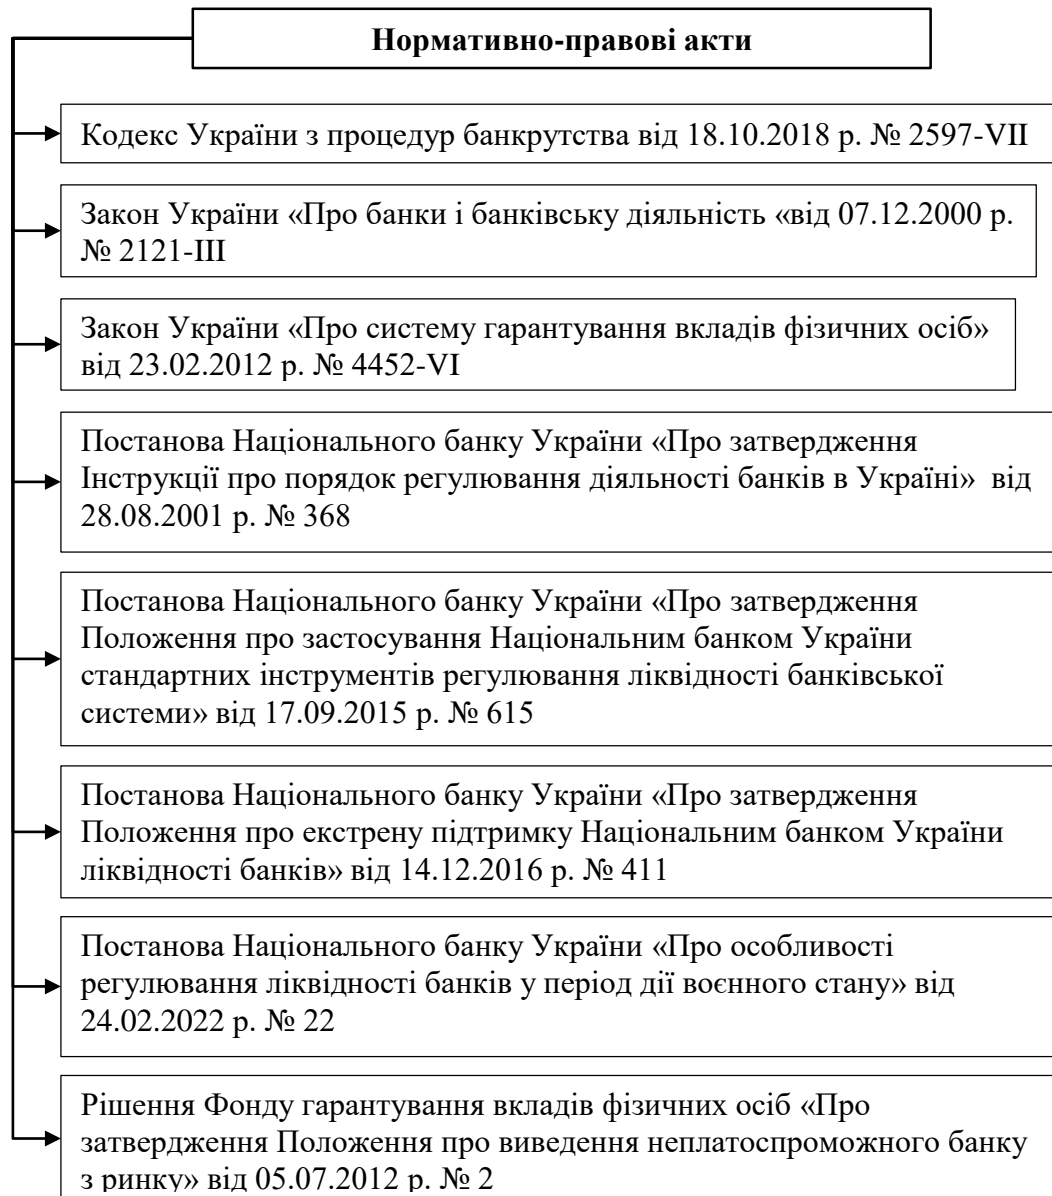 Нормативно-правові акти
Кодекс України з процедур банкрутства від 18.10.2018 р. № 2597-VII
Закон України «Про банки і банківську діяльність «від 07.12.2000 р.
№ 2121-III
Закон України «Про систему гарантування вкладів фізичних осіб»
від 23.02.2012 р. № 4452-VI
Постанова Національного банку України «Про затвердження
Інструкції про порядок регулювання діяльності банків в Україні»  від
28.08.2001 р. № 368
Постанова Національного банку України «Про затвердження
Положення про застосування Національним банком України
стандартних інструментів регулювання ліквідності банківської
системи» від 17.09.2015 р. № 615
Постанова Національного банку України «Про затвердження
Положення про екстрену підтримку Національним банком України
ліквідності банків» від 14.12.2016 р. № 411
Постанова Національного банку України «Про особливості
регулювання ліквідності банків у період дії воєнного стану» від
24.02.2022 р. № 22
Рішення Фонду гарантування вкладів фізичних осіб «Про
затвердження Положення про виведення неплатоспроможного банку
з ринку» від 05.07.2012 р. № 2